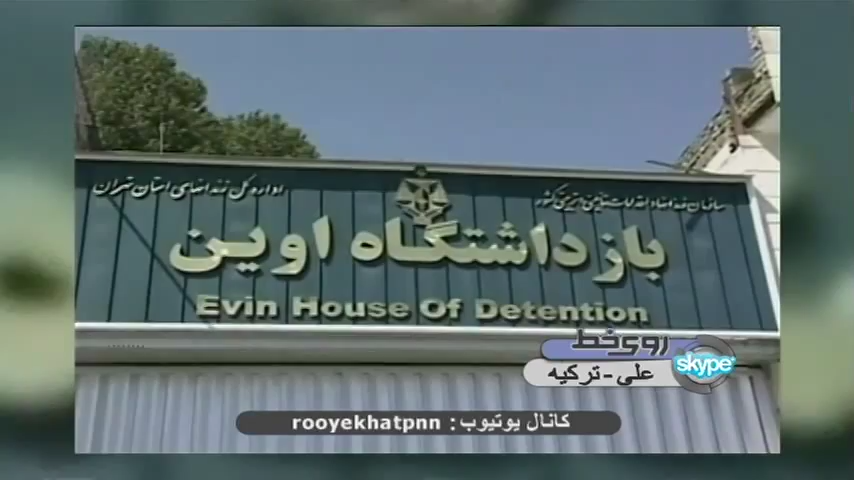 سازمان زندانها و اقدامات تأمینی و تربیتی کشور
اداره کل زندانهای استان تهران
بازداشتگاه اوین
Evin House Of Detention
روی خط
علی - ترکیه
skype
کانال یوتیوب : rooyekhatpnn